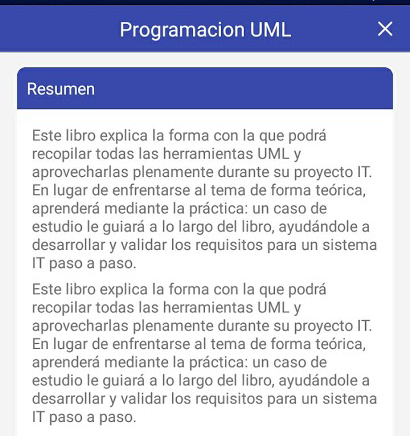 Programacion UML
Resumen
Este libro explica la forma con la que podrá
recopilar todas las herramientas UML y
aprovecharlas plenamente durante su proyecto IT.
En lugar de enfrentarse al tema de forma teórica,
aprenderá mediante la práctica: un caso de
estudio le guiará a lo largo del libro, ayudándole a
desarrollar y validar los requisitos para un sistema
IT paso a paso.
Este libro explica la forma con la que podrá
recopilar todas las herramientas UML y
aprovecharlas plenamente durante su proyecto IT.
En lugar de enfrentarse al tema de forma teórica,
aprenderá mediante la práctica: un caso de
estudio le guiará a lo largo del libro, ayudándole a
desarrollar y validar los requisitos para un sistema
IT paso a paso.